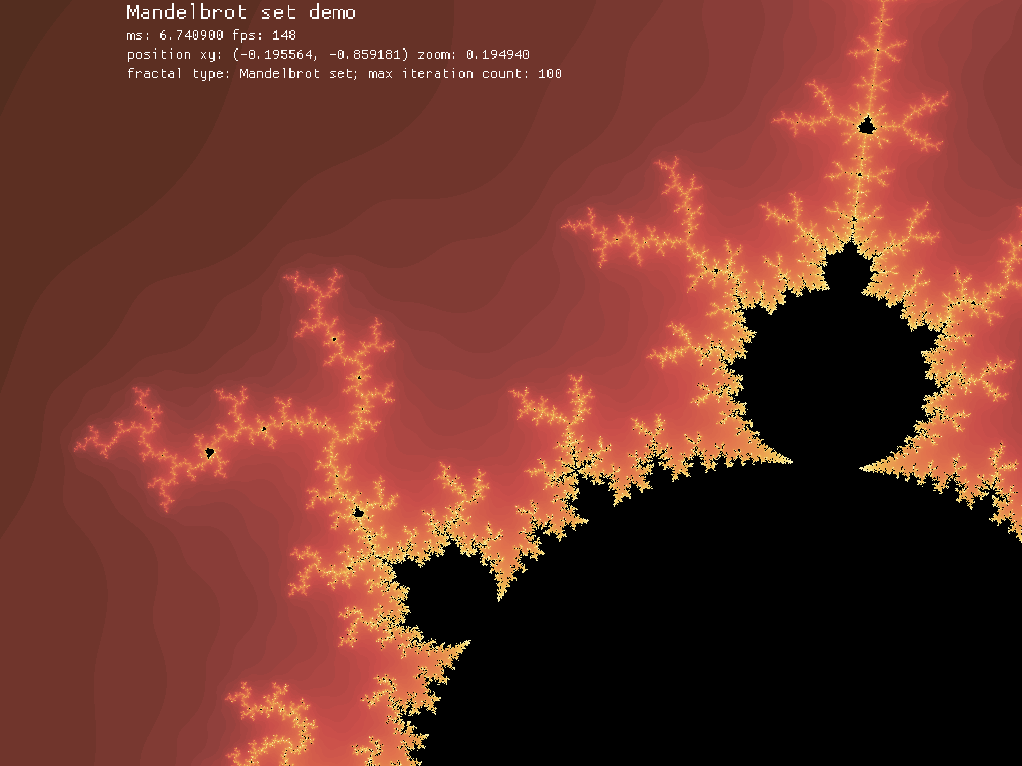 Mandelbrot set demo
ms: 6.740900 fps: 148
position xy: (-0.195564, -0.859181) zoom: 0.194940
fractal type: Mandelbrot set; max iteration count: 100